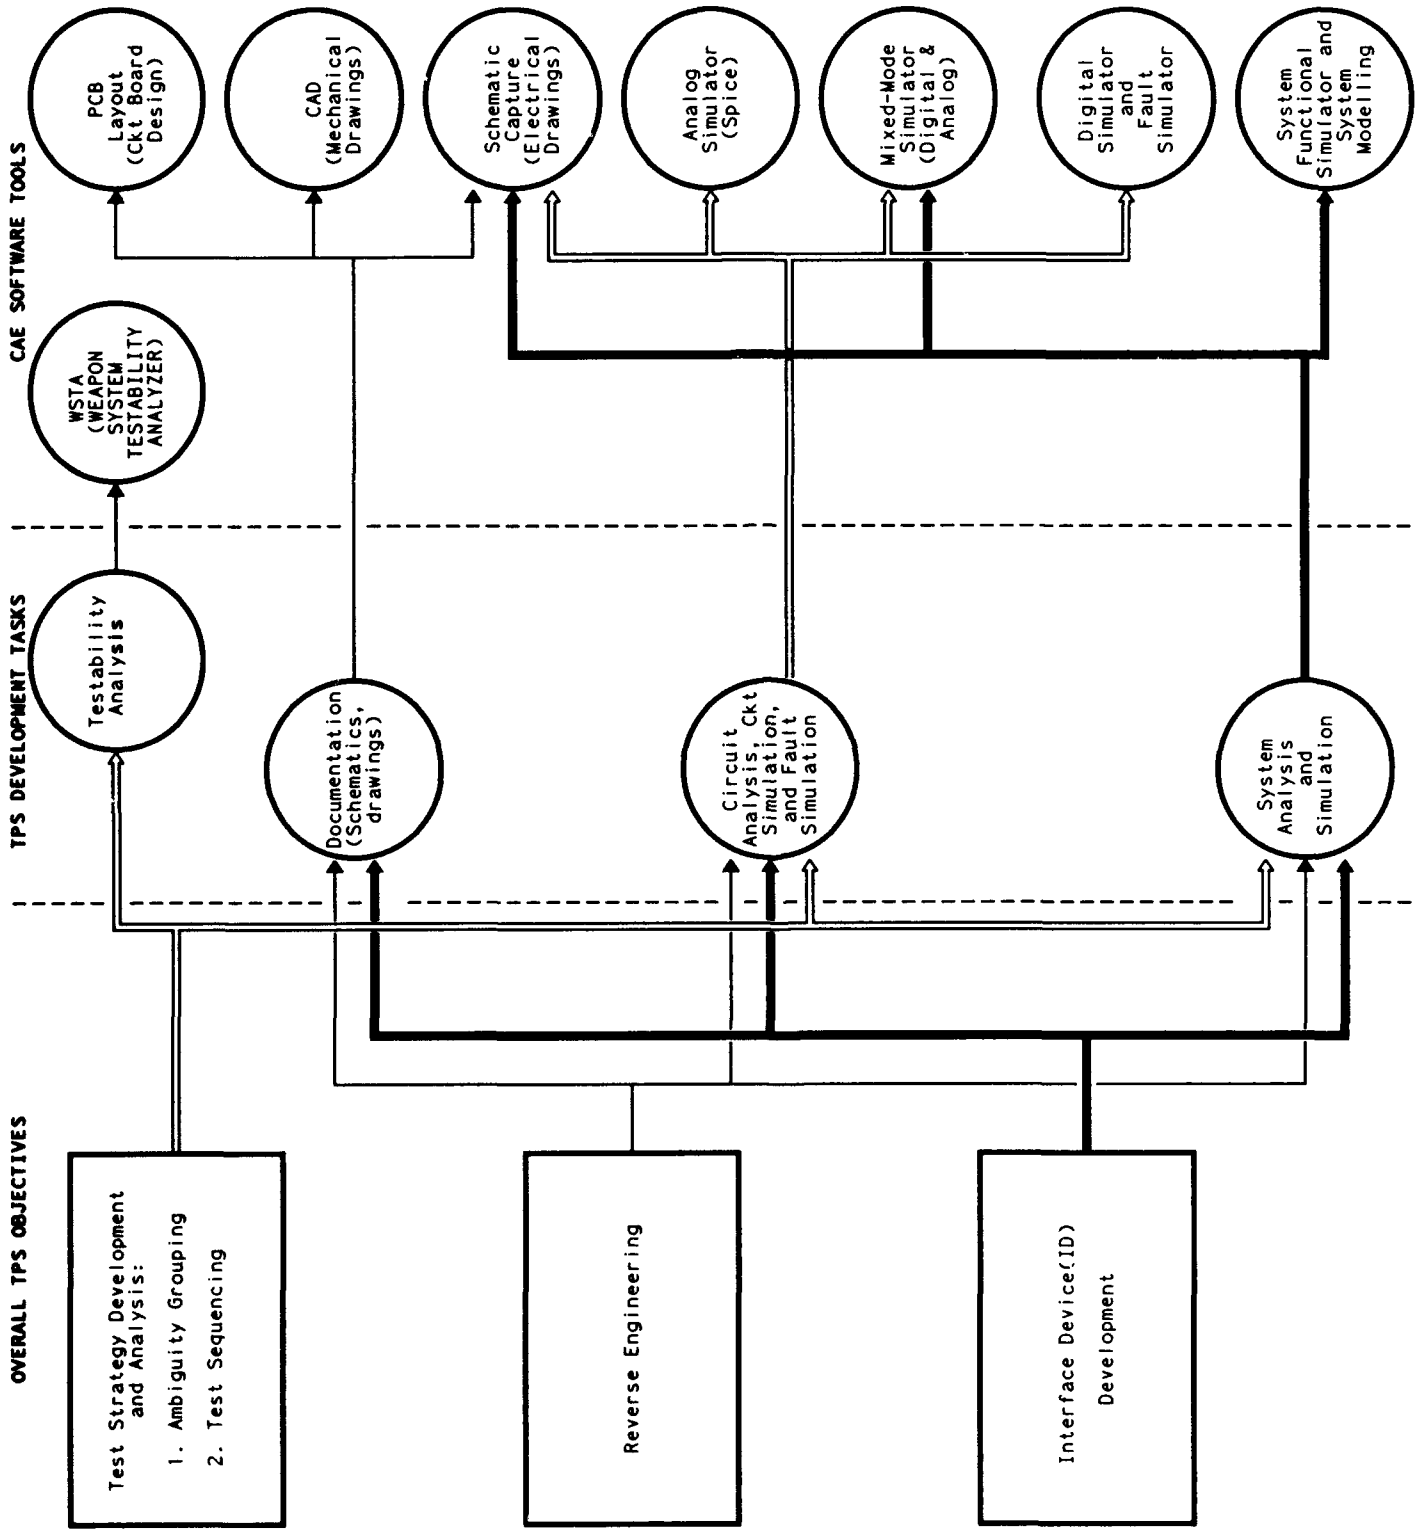 OVERALL TPS OBJECTIVES
TPS DEVELOPMENT TASKS
CAE SOFTWARE TOOLS
Test Strategy Development
and Analysis:
1. Ambiguity Grouping
2. Test Sequencing
Reverse Engineering
Interface Device(ID)
Development
Testability
Analysis
Documentation
(Schematics,
drawings)
Circuit
Analysis, Ckt
Simulation,
and Fault
Simulation
System
Analysis
and
Simulation
WSTA
(WEAPON
SYSTEM
TESTABILITY
ANALYZER)
PCB
Layout
(Ckt Board
Design)
CAD
(Mechanical
Drawings)
Schematic
Capture
(Electrical
Drawings)
Analog
Simulator
(Spice)
Mixed-Mode
Simulator
(Digital &
Analog)
Digital
Simulator
and
Fault
Simulator
System
Functional
Simulator and
System
Modelling